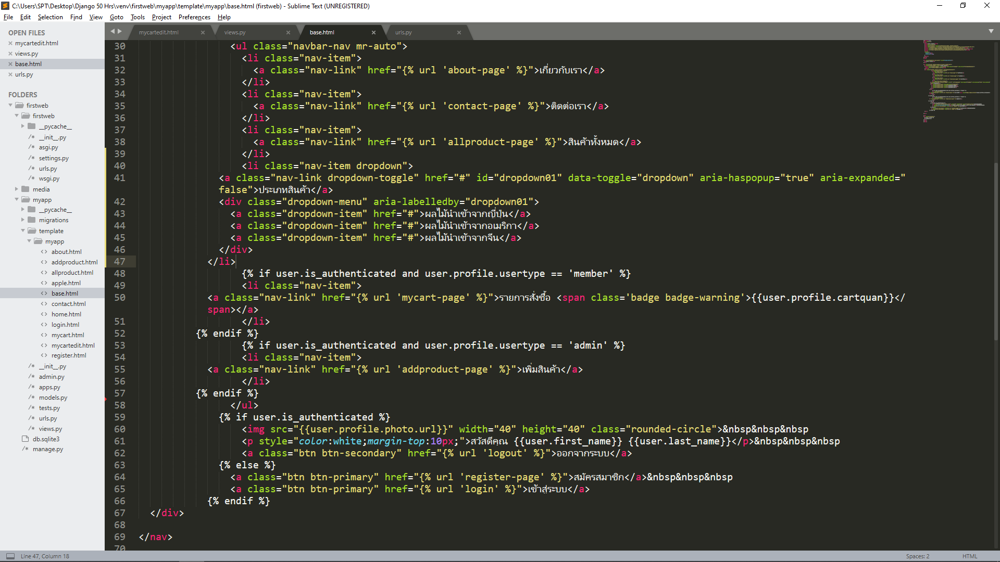 C:\Users\SPT\Desktop\Django 50 Hrs\venv\firstweb\myapp\template\myapp\base.html (firstweb) - Sublime Text (UNREGISTERED)
File Edit Selection Find View Goto Tools Project Preferences Help
OPEN FILES
mycartedit.html
views.py
base.html
urls.py
FOLDERS
firstweb
firstweb
__pycache__
/* __init__.py
/* asgi.py
/* settings.py
/* urls.py
/* wsgi.py
media
myapp
__pycache__
migrations
template
myapp
<> about.html
<> addproduct.html
<> allproduct.html
<> apple.html
<> base.html
<> contact.html
<> home.html
<> login.html
<> mycart.html
<> mycartedit.html
<> register.html
/* __init__.py
/* admin.py
/* apps.py
/* models.py
/* tests.py
/* urls.py
/* views.py
db.sqlite3
/* manage.py
mycartedit.html views.py base.html urls.py
30 <ul class="navbar-nav mr-auto">
31 <li class="nav-item">
32 <a class="nav-link" href="{% url 'about-page' %}">เกี่ยวกับเรา</a>
33 </li>
34 <li class="nav-item">
35 <a class="nav-link" href="{% url 'contact-page' %}">ติดต่อเรา</a>
36 </li>
37 <li class="nav-item">
38 <a class="nav-link" href="{% url 'allproduct-page' %}">สินค้าทั้งหมด</a>
39 </li>
40 <li class="nav-item dropdown">
41 <a class="nav-link dropdown-toggle" href="#" id="dropdown01" data-toggle="dropdown" aria-haspopup="true" aria-expanded="
false">ประเภทสินค้า</a>
42 <div class="dropdown-menu" aria-labelledby="dropdown01">
43 <a class="dropdown-item" href="#">ผลไม้นำเข้าจากญี่ปุ่น</a>
44 <a class="dropdown-item" href="#">ผลไม้นำเข้าจากอเมริกา</a>
45 <a class="dropdown-item" href="#">ผลไม้นำเข้าจากจีน</a>
46 </div>
47 </li>
48 {% if user.is_authenticated and user.profile.usertype == 'member' %}
49 <li class="nav-item">
50 <a class="nav-link" href="{% url 'mycart-page' %}">รายการสั่งซื้อ <span class='badge badge-warning'>{{user.profile.cartquan}}</
span></a>
51 </li>
52 {% endif %}
53 {% if user.is_authenticated and user.profile.usertype == 'admin' %}
54 <li class="nav-item">
55 <a class="nav-link" href="{% url 'addproduct-page' %}">เพิ่มสินค้า</a>
56 </li>
57 {% endif %}
58 </ul>
59 {% if user.is_authenticated %}
60 <img src="{{user.profile.photo.url}}" width="40" height="40" class="rounded-circle">&nbsp&nbsp&nbsp
61 <p style="color:white;margin-top:10px;">สวัสดีคุณ {{user.first_name}} {{user.last_name}}</p>&nbsp&nbsp&nbsp
62 <a class="btn btn-secondary" href="{% url 'logout' %}">ออกจากระบบ</a>
63 {% else %}
64 <a class="btn btn-primary" href="{% url 'register-page' %}">สมัครสมาชิก</a>&nbsp&nbsp&nbsp
65 <a class="btn btn-primary" href="{% url 'login' %}">เข้าสู่ระบบ</a>
66 {% endif %}
67 </div>
68
69 </nav>
70
Line 47, Column 18 Spaces: 2 HTML